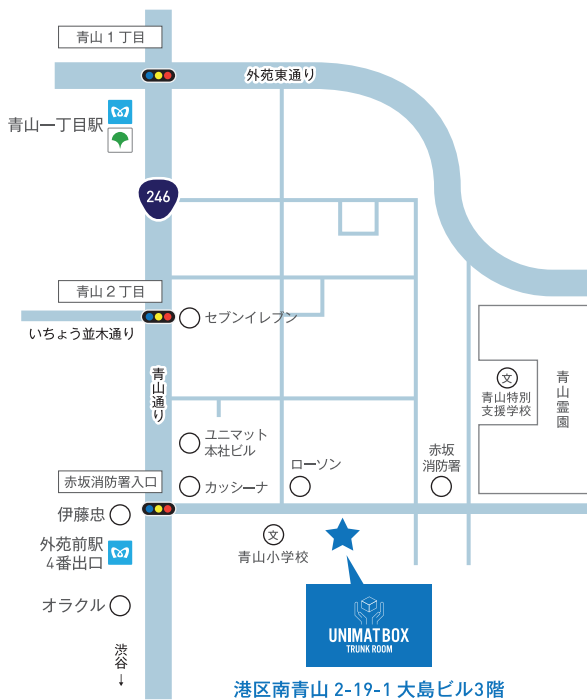 青山1丁目
外苑東通り
青山一丁目駅
246
青山2丁目
セブンイレブン
いちょう並木通り
青山通り
文
青山特別
支援学校
青山霊園
ユニマット
本社ビル
ローソン
赤坂
消防署
赤坂消防署入口
カッシーナ
伊藤忠
文
青山小学校
外苑前駅
4番出口
オラクル
UNIMAT BOX
TRUNK ROOM
渋谷
↓
港区南青山 2-19-1 大島ビル3階